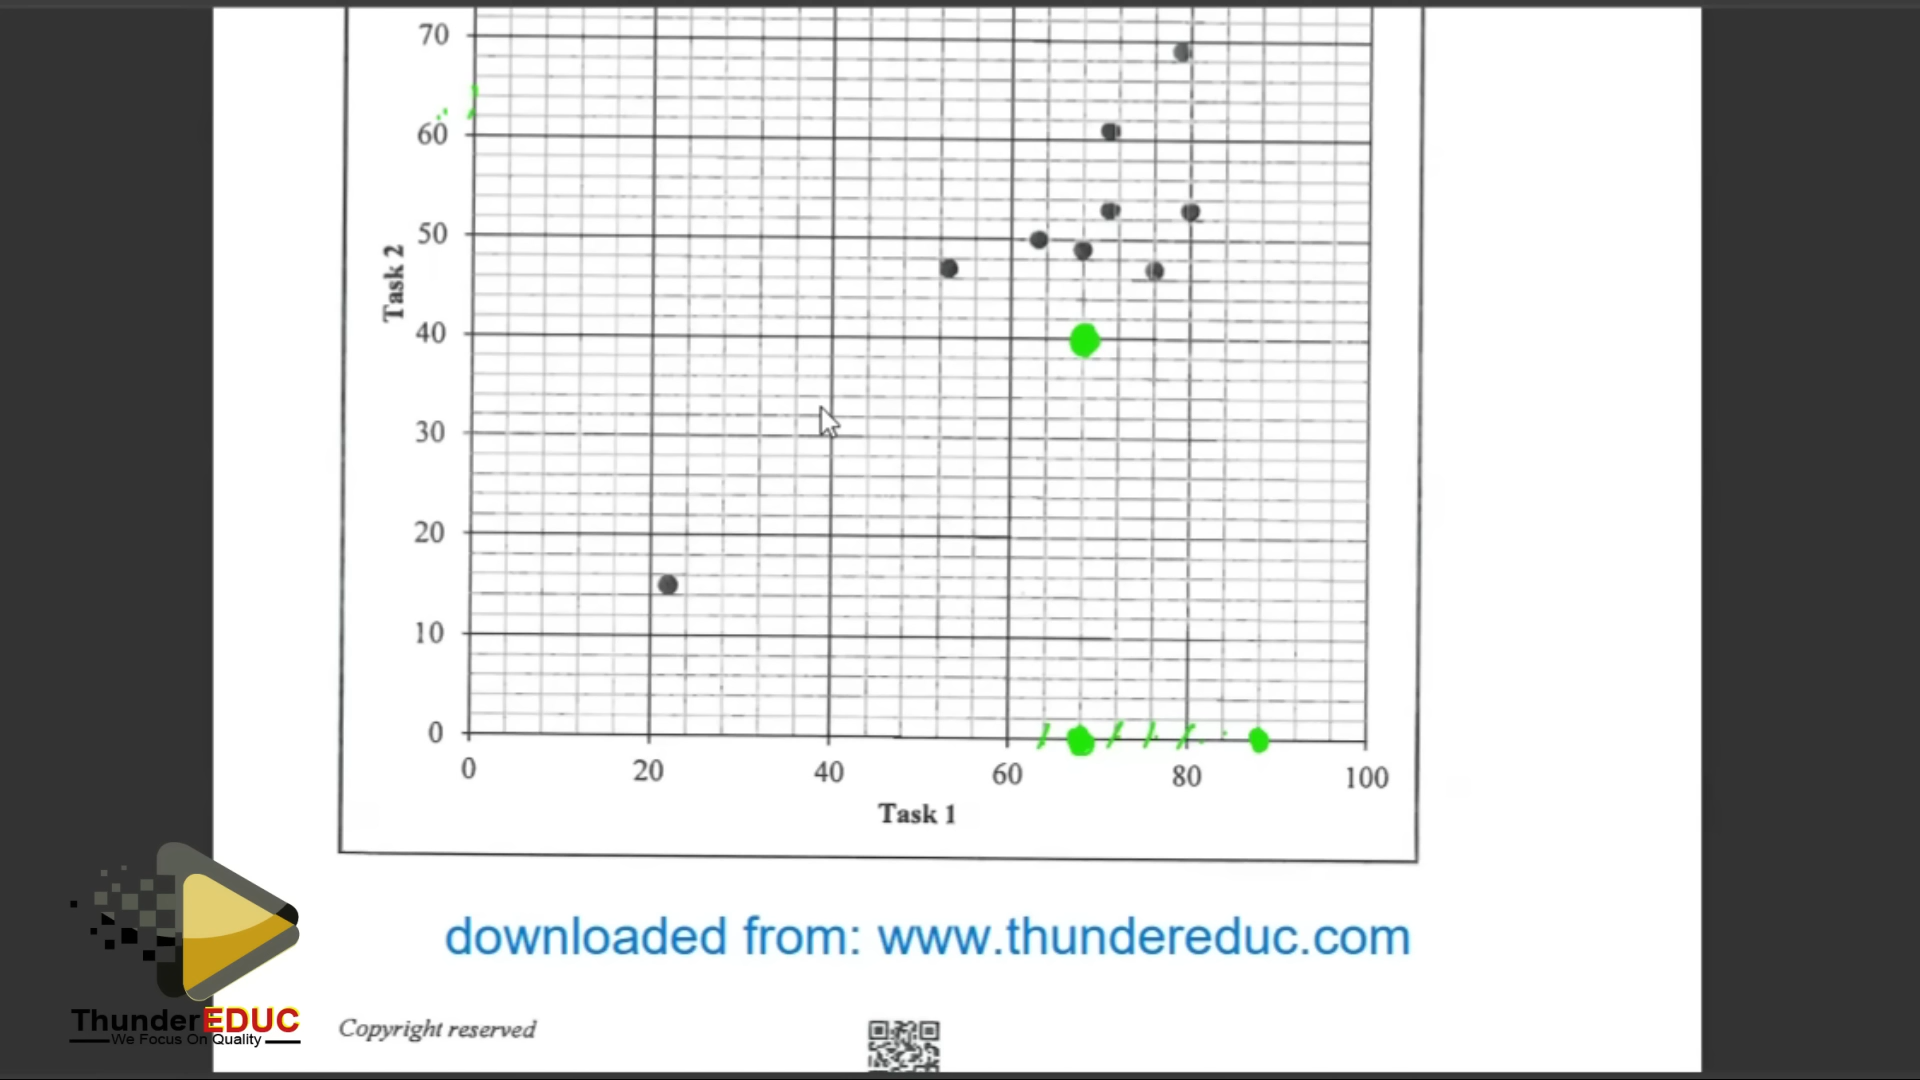 70
60
50
40
30
20
10
0
Task 2
0 20 40 60 80 100
Task 1
downloaded from: www.thundereduc.com
ThunderEDUC
We Focus On Quality
Copyright reserved